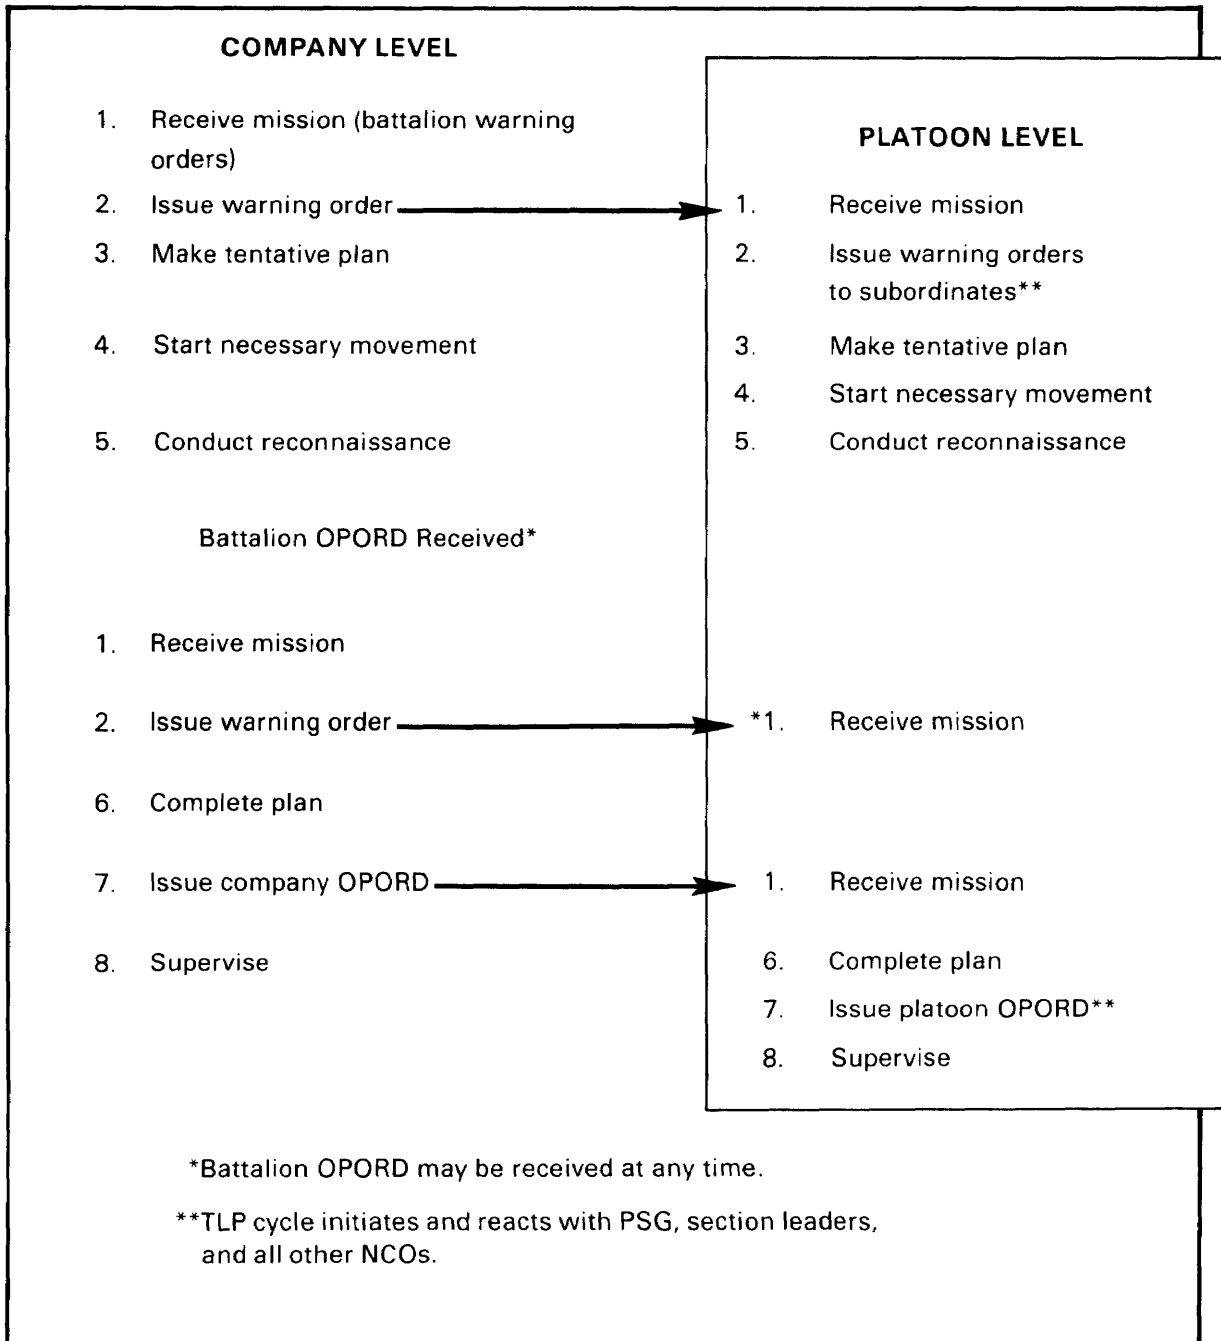 COMPANY LEVEL
1. Receive mission (battalion warning
orders)
2. Issue warning order
3. Make tentative plan
4. Start necessary movement
5. Conduct reconnaissance
Battalion OPORD Received*
1. Receive mission
2. Issue warning order
6. Complete plan
7. Issue company OPORD
8. Supervise
PLATOON LEVEL
1. Receive mission
2. Issue warning orders
to subordinates**
3. Make tentative plan
4. Start necessary movement
5. Conduct reconnaissance
*1. Receive mission
1. Receive mission
6. Complete plan
7. Issue platoon OPORD**
8. Supervise
*Battalion OPORD may be received at any time.
**TLP cycle initiates and reacts with PSG, section leaders,
and all other NCOs.